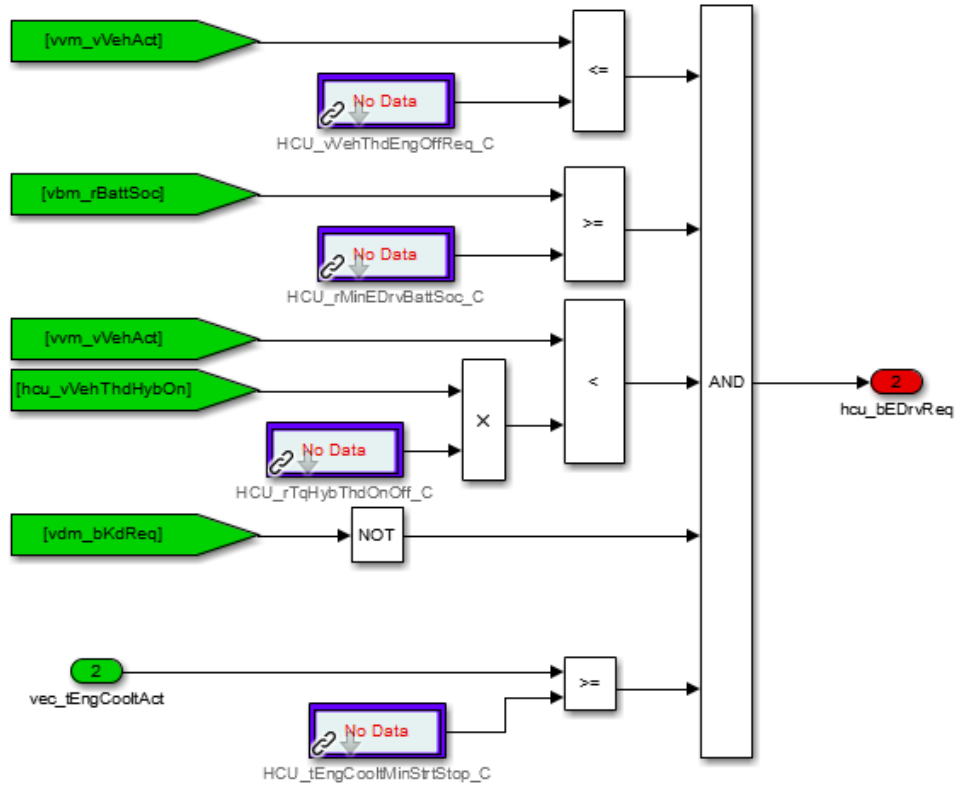 [vvm_vVehAct]
<=
No Data
HCU_vVehThdEngOffReq_C
[vbm_rBattSoc]
>=
No Data
HCU_rMinEDrvBattSoc_C
[vvm_vVehAct]
[hcu_vVehThdHybOn]
<
×
No Data
HCU_rTqHybThdOnOff_C
AND
2
hcu_bEDrvReq
[vdm_bKdReq]
NOT
2
vec_tEngCooltAct
>=
No Data
HCU_tEngCooltMinStrtStop_C